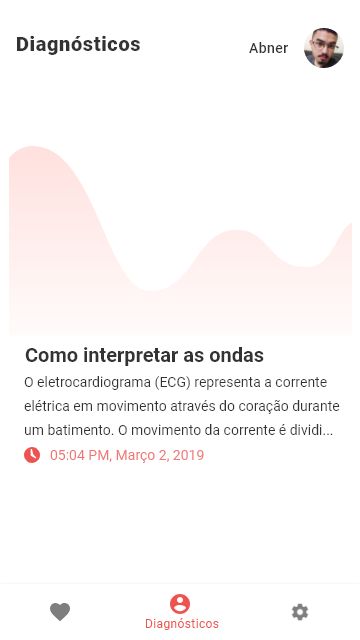 Diagnósticos
Abner
Como interpretar as ondas
O eletrocardiograma (ECG) representa a corrente
elétrica em movimento através do coração durante
um batimento. O movimento da corrente é dividi...
05:04 PM, Março 2, 2019
Diagnósticos